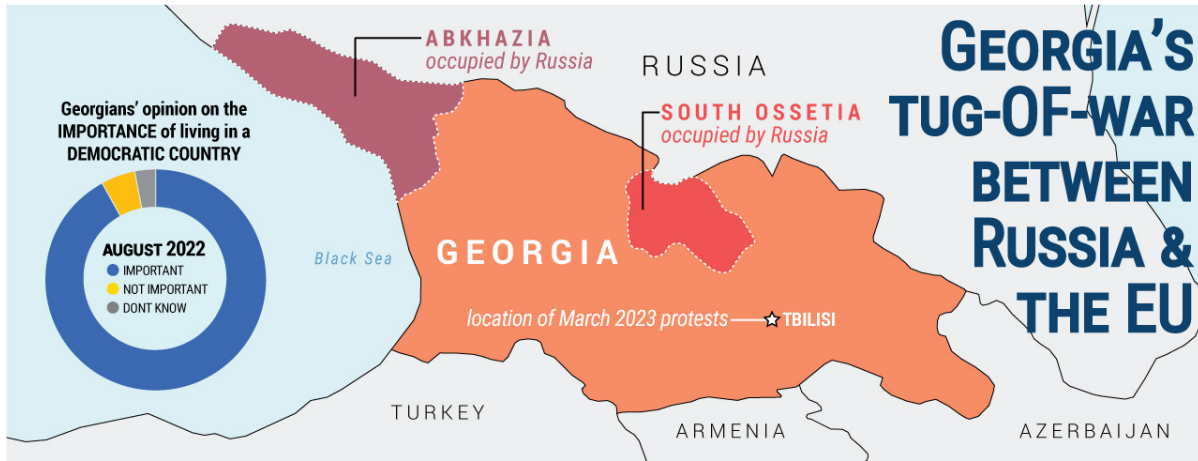 GEORGIA'S
TUG-OF-WAR
BETWEEN
RUSSIA &
THE EU
ABKHAZIA
occupied by Russia
RUSSIA
SOUTH OSSETIA
occupied by Russia
Georgians' opinion on the
IMPORTANCE of living in a
DEMOCRATIC COUNTRY
AUGUST 2022
IMPORTANT
NOT IMPORTANT
DONT KNOW
Black Sea
GEORGIA
location of March 2023 protests
TBILISI
TURKEY
ARMENIA
AZERBAIJAN